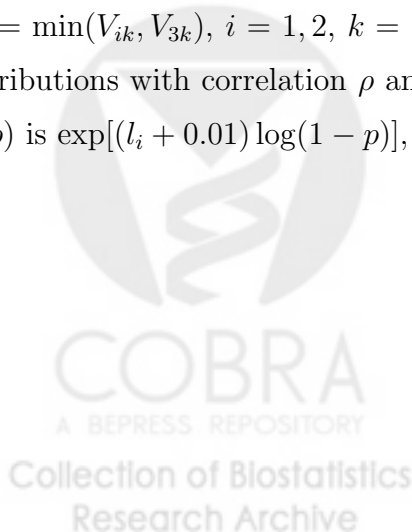 = min(V_{ik}, V_{3k}), i = 1, 2, k =
ributions with correlation ρ an
) is exp[(l_i + 0.01) log(1 − p)],
COBRA
A BEPRESS REPOSITORY
Collection of Biostatistics
Research Archive